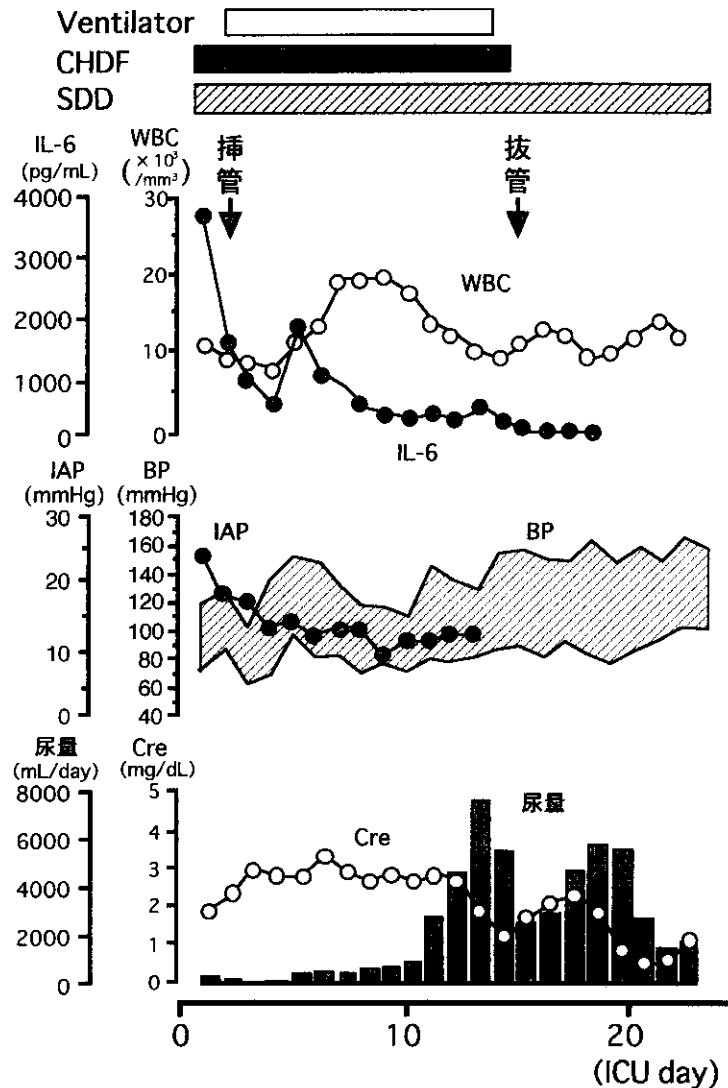 Ventilator
CHDF
SDD
IL-6
(pg/mL)
WBC
(×10³
/mm³)
挿管
抜管
4000
3000
2000
1000
0
30
20
10
0
WBC
IL-6
IAP
(mmHg)
BP
(mmHg)
30
20
10
0
180
160
140
120
100
80
60
40
IAP
BP
尿量
(mL/day)
Cre
(mg/dL)
8000
6000
4000
2000
0
5
4
3
2
1
0
Cre
尿量
0
10
20
(ICU day)